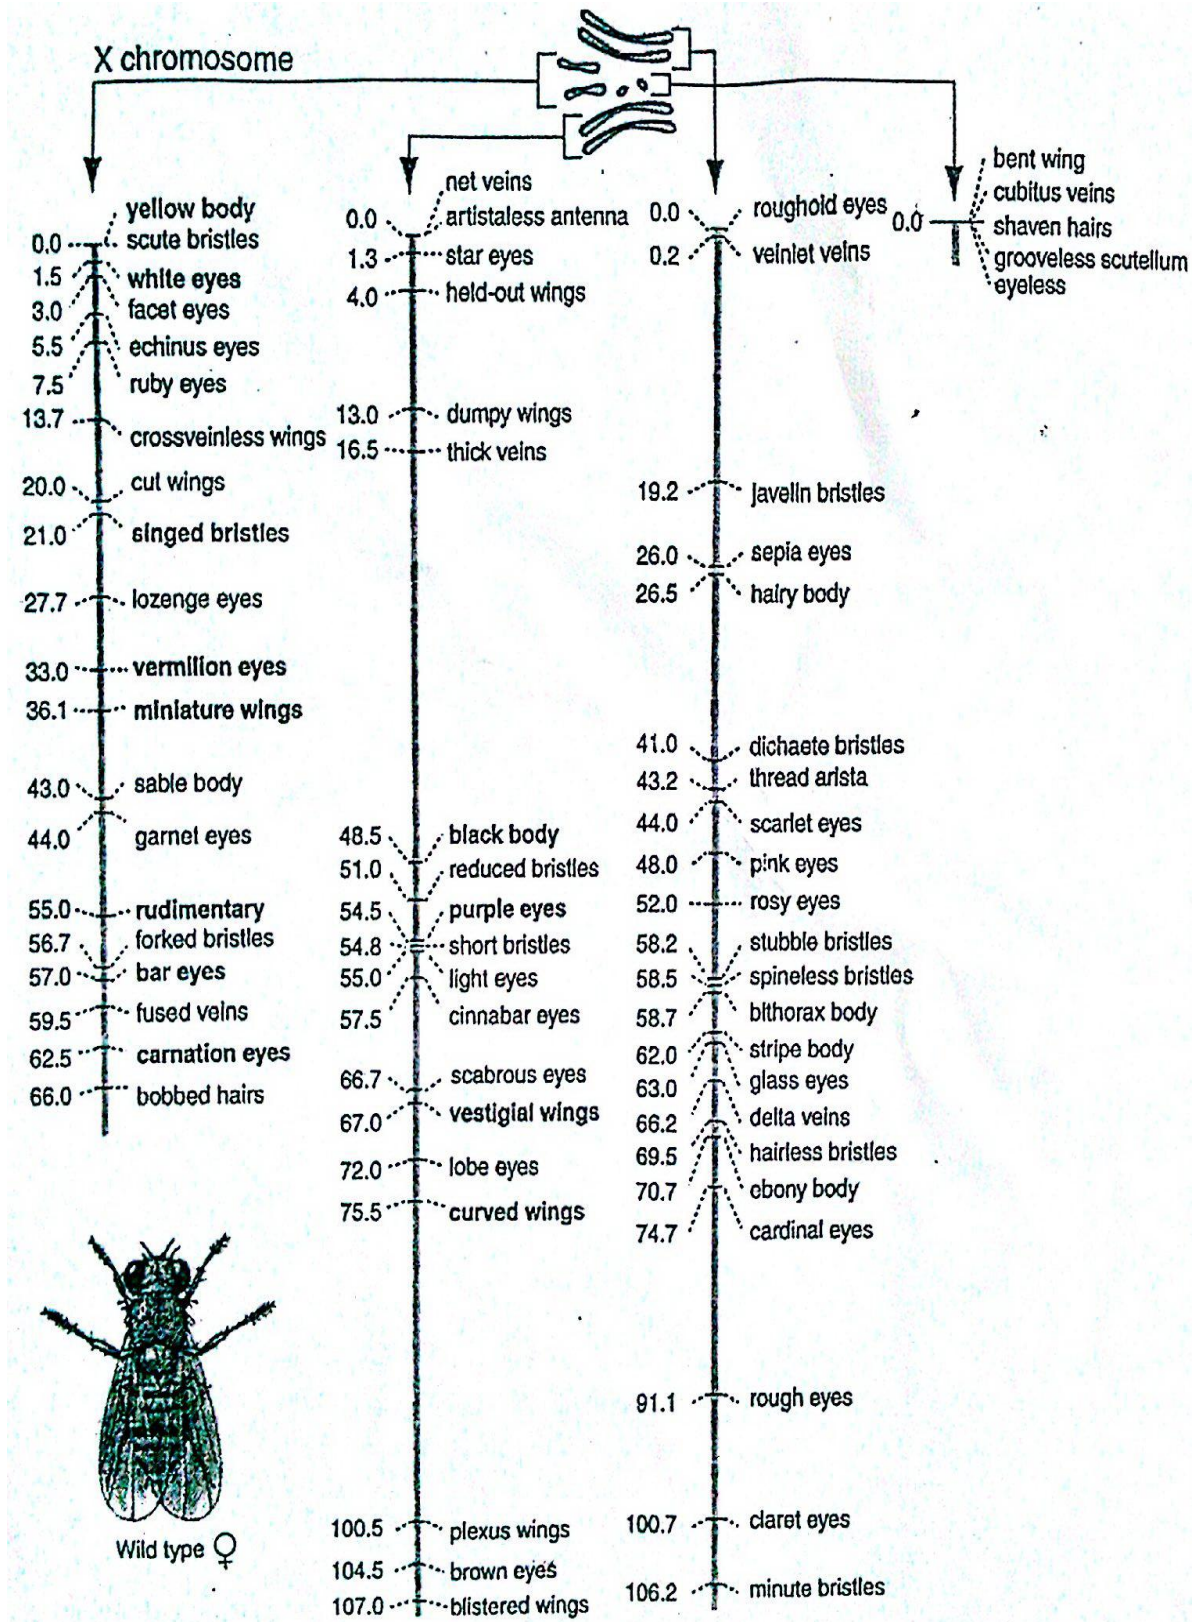 X chromosome
yellow body
0.0 scute bristles
1.5 white eyes
3.0 facet eyes
5.5 echinus eyes
7.5 ruby eyes
13.7 crossveinless wings
20.0 cut wings
21.0 singed bristles
27.7 lozenge eyes
33.0 vermilion eyes
36.1 miniature wings
43.0 sable body
44.0 garnet eyes
55.0 rudimentary
56.7 forked bristles
57.0 bar eyes
59.5 fused veins
62.5 carnation eyes
66.0 bobbed hairs
Wild type ♀
net veins
0.0 artistaless antenna
1.3 star eyes
4.0 held-out wings
13.0 dumpy wings
16.5 thick veins
48.5 black body
51.0 reduced bristles
54.5 purple eyes
54.8 short bristles
55.0 light eyes
57.5 cinnabar eyes
66.7 scabrous eyes
67.0 vestigial wings
72.0 lobe eyes
75.5 curved wings
100.5 plexus wings
104.5 brown eyes
107.0 blistered wings
0.0 roughold eyes
0.2 veinlet veins
19.2 javelin bristles
26.0 sepia eyes
26.5 hairy body
41.0 dichaete bristles
43.2 thread arista
44.0 scarlet eyes
48.0 pink eyes
52.0 rosy eyes
58.2 stubble bristles
58.5 spineless bristles
58.7 bithorax body
62.0 stripe body
63.0 glass eyes
66.2 delta veins
69.5 hairless bristles
70.7 ebony body
74.7 cardinal eyes
91.1 rough eyes
100.7 claret eyes
106.2 minute bristles
bent wing
cubitus veins
0.0 shaven hairs
grooveless scutellum
eyeless